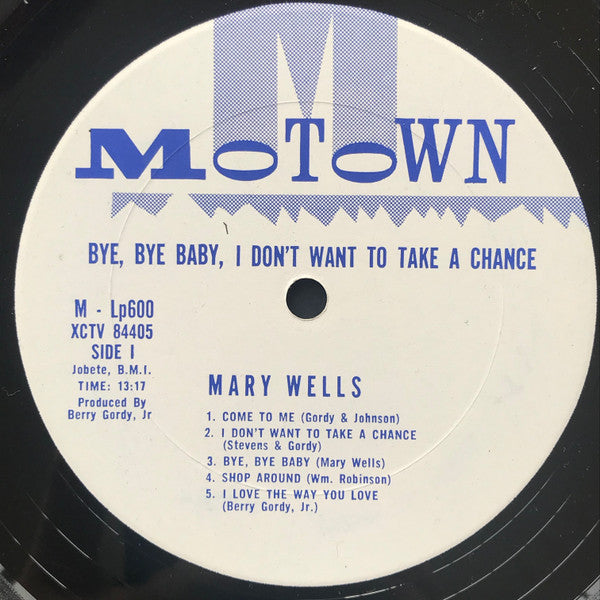 MOTOWN
BYE, BYE BABY, I DON'T WANT TO TAKE A CHANCE
M - Lp600
XCTV 84405
SIDE I
Jobete, B.M.I.
TIME: 13:17
Produced By
Berry Gordy, Jr
MARY WELLS
1. COME TO ME (Gordy & Johnson)
2. I DON'T WANT TO TAKE A CHANCE
(Stevens & Gordy)
3. BYE, BYE BABY (Mary Wells)
4. SHOP AROUND (Wm. Robinson)
5. I LOVE THE WAY YOU LOVE
(Berry Gordy, Jr.)